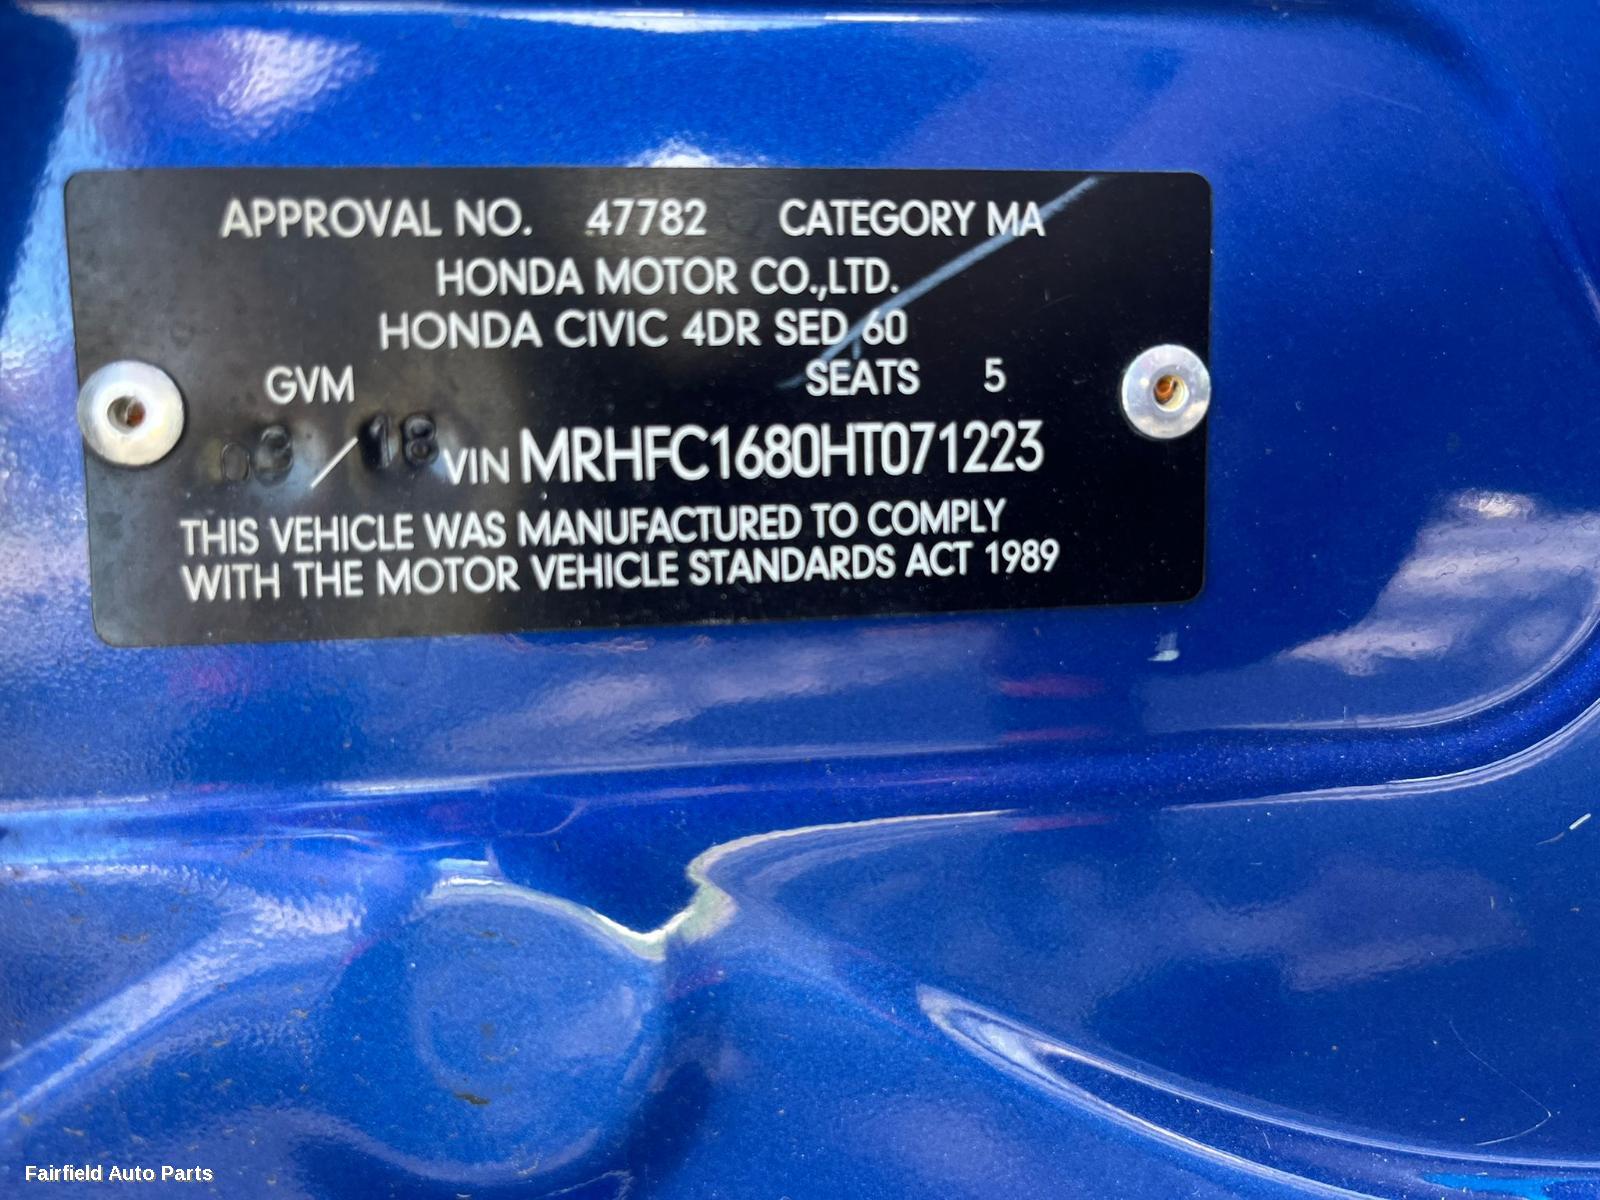 APPROVAL NO. 47782 CATEGORY MA
HONDA MOTOR CO.,LTD.
HONDA CIVIC 4DR SED 60
GVM SEATS 5
03/18 VIN MRHFC1680HT071223
THIS VEHICLE WAS MANUFACTURED TO COMPLY
WITH THE MOTOR VEHICLE STANDARDS ACT 1989
Fairfield Auto Parts